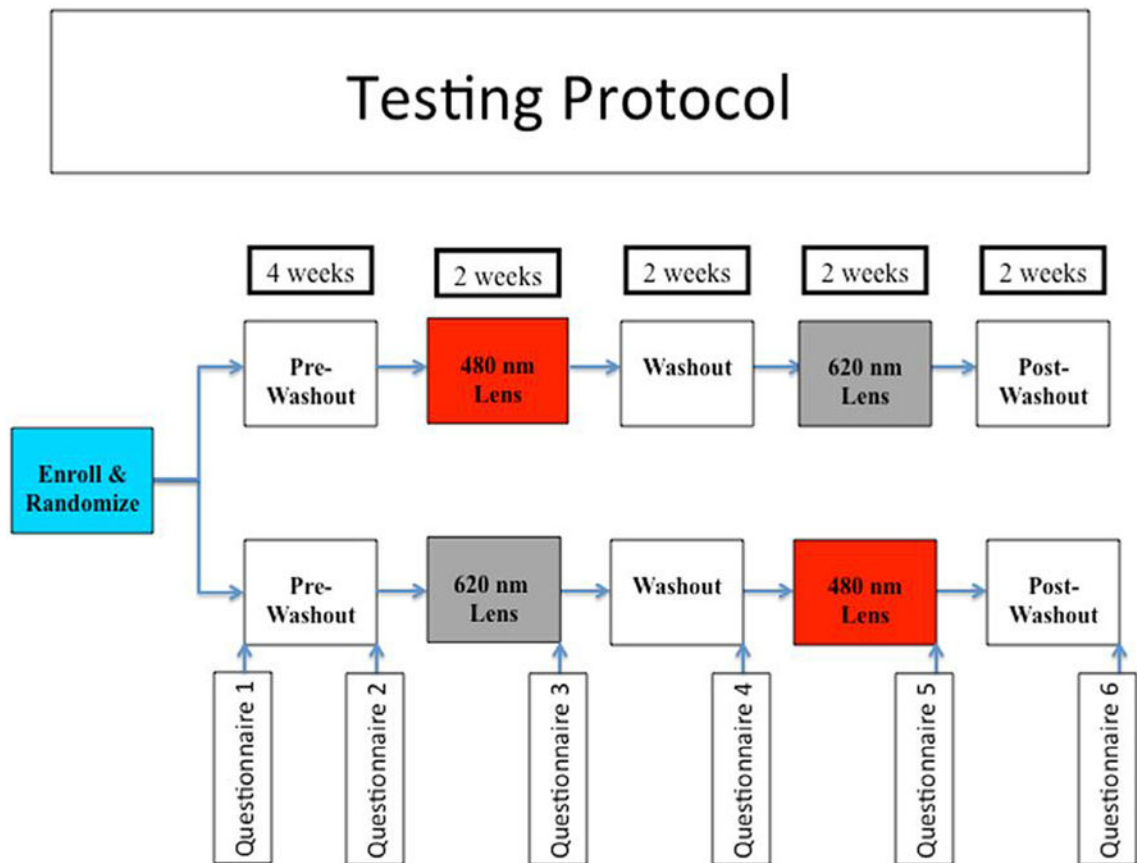 Testing Protocol
4 weeks
2 weeks
2 weeks
2 weeks
2 weeks
Pre-
Washout
480 nm
Lens
Washout
620 nm
Lens
Post-
Washout
Enroll &
Randomize
Pre-
Washout
620 nm
Lens
Washout
480 nm
Lens
Post-
Washout
Questionnaire 1
Questionnaire 2
Questionnaire 3
Questionnaire 4
Questionnaire 5
Questionnaire 6